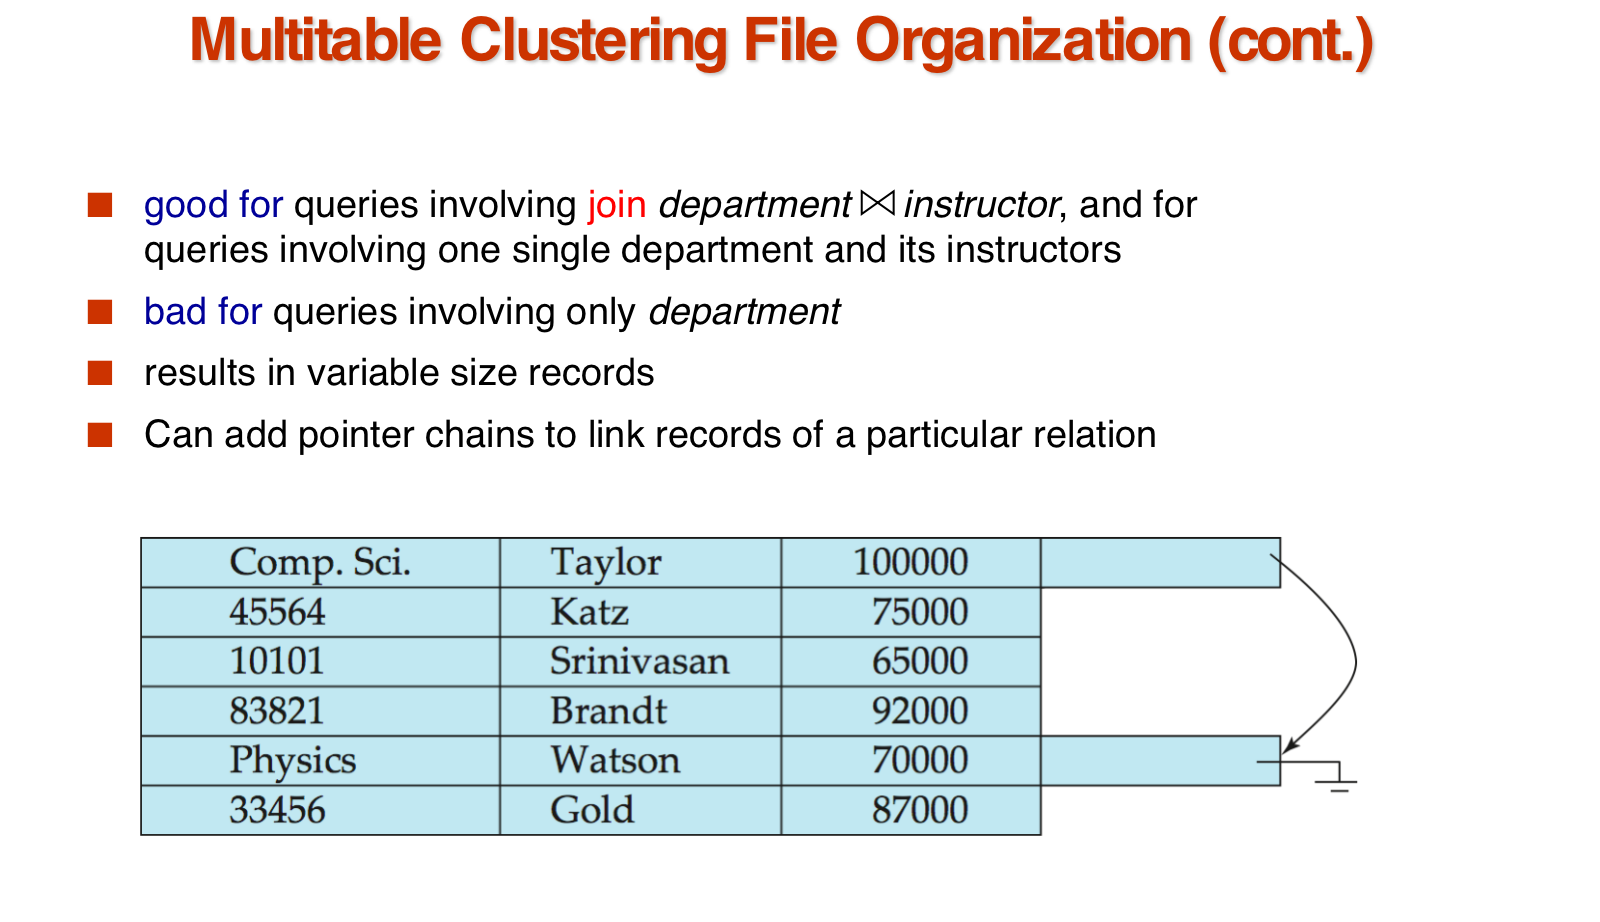 Multitable Clustering File Organization (cont.)
good for queries involving join department ⋈ instructor, and for
queries involving one single department and its instructors
bad for queries involving only department
results in variable size records
Can add pointer chains to link records of a particular relation
Comp. Sci. Taylor 100000
45564 Katz 75000
10101 Srinivasan 65000
83821 Brandt 92000
Physics Watson 70000
33456 Gold 87000